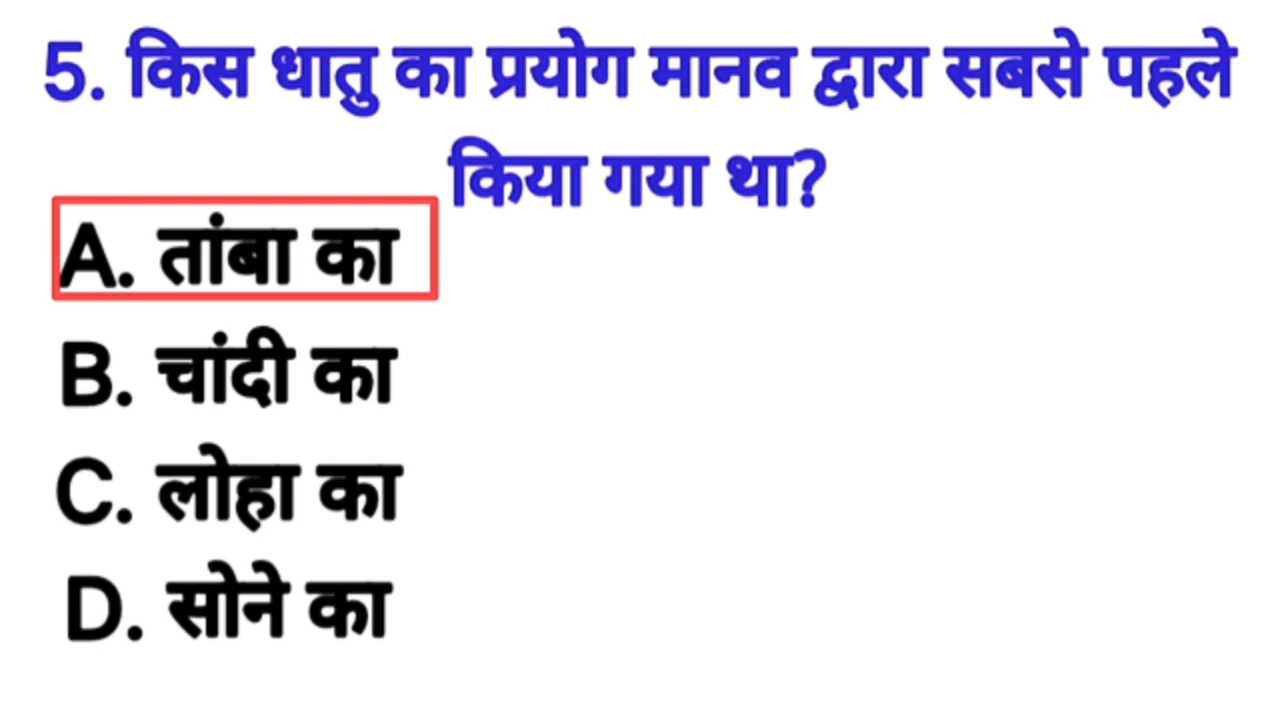 5. किस धातु का प्रयोग मानव द्वारा सबसे पहले
किया गया था?
A. तांबा का
B. चांदी का
C. लोहा का
D. सोने का